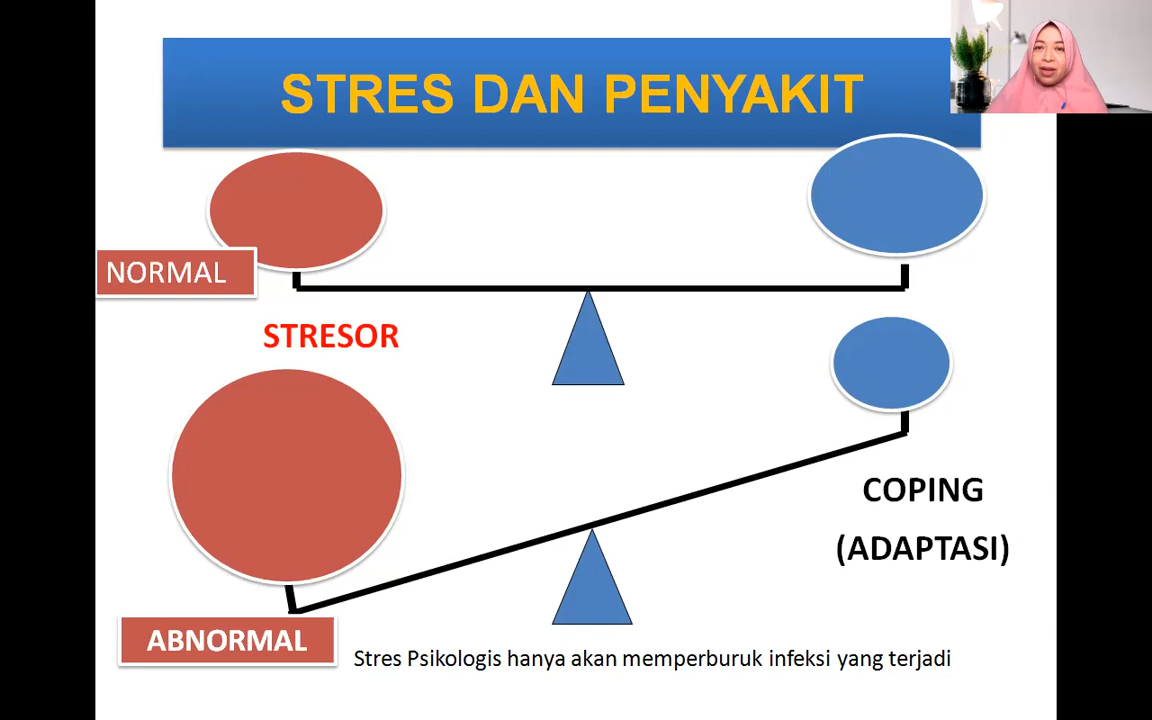 STRES DAN PENYAKIT
NORMAL
STRESOR
COPING
(ADAPTASI)
ABNORMAL
Stres Psikologis hanya akan memperburuk infeksi yang terjadi